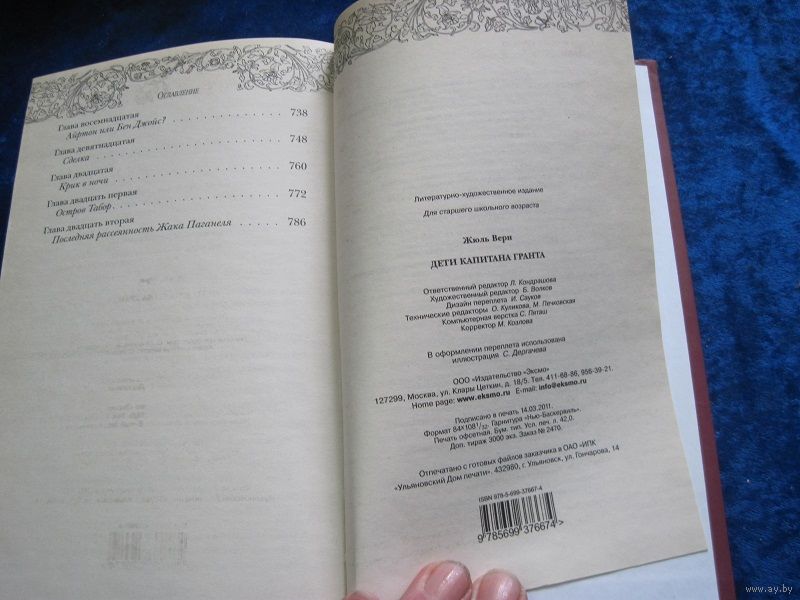 Оглавление
Глава восемнадцатая
Айртон или Бен Джойс? 738
Глава девятнадцатая
Сделка 748
Глава двадцатая
Крик в ночи 760
Глава двадцать первая
Остров Табор 772
Глава двадцать вторая
Последняя рассеянность Жака Паганеля 786
Литературно-художественное издание
Для старшего школьного возраста
Жюль Верн
ДЕТИ КАПИТАНА ГРАНТА
Ответственный редактор Л. Кондрашова
Художественный редактор Б. Волков
Дизайн переплета И. Сауков
Технические редакторы О. Куликова, М. Печковская
Компьютерная верстка С. Пяташ
Корректор М. Козлова
В оформлении переплета использована
иллюстрация С. Дергачева
ООО «Издательство «Эксмо»
127299, Москва, ул. Клары Цеткин, д. 18/5. Тел. 411-68-86, 956-39-21.
Home page: www.eksmo.ru E-mail: info@eksmo.ru
Подписано в печать 14.03.2011.
Формат 84×108 1/32. Гарнитура «Нью-Баскервиль».
Печать офсетная. Бум. тип. Усл. печ. л. 42,0.
Доп. тираж 3000 экз. Заказ № 2470.
Отпечатано с готовых файлов заказчика в ОАО «ИПК
«Ульяновский Дом печати». 432980, г. Ульяновск, ул. Гончарова, 14
ISBN 978-5-699-37667-4
9 785699 376674 >
www.ay.by